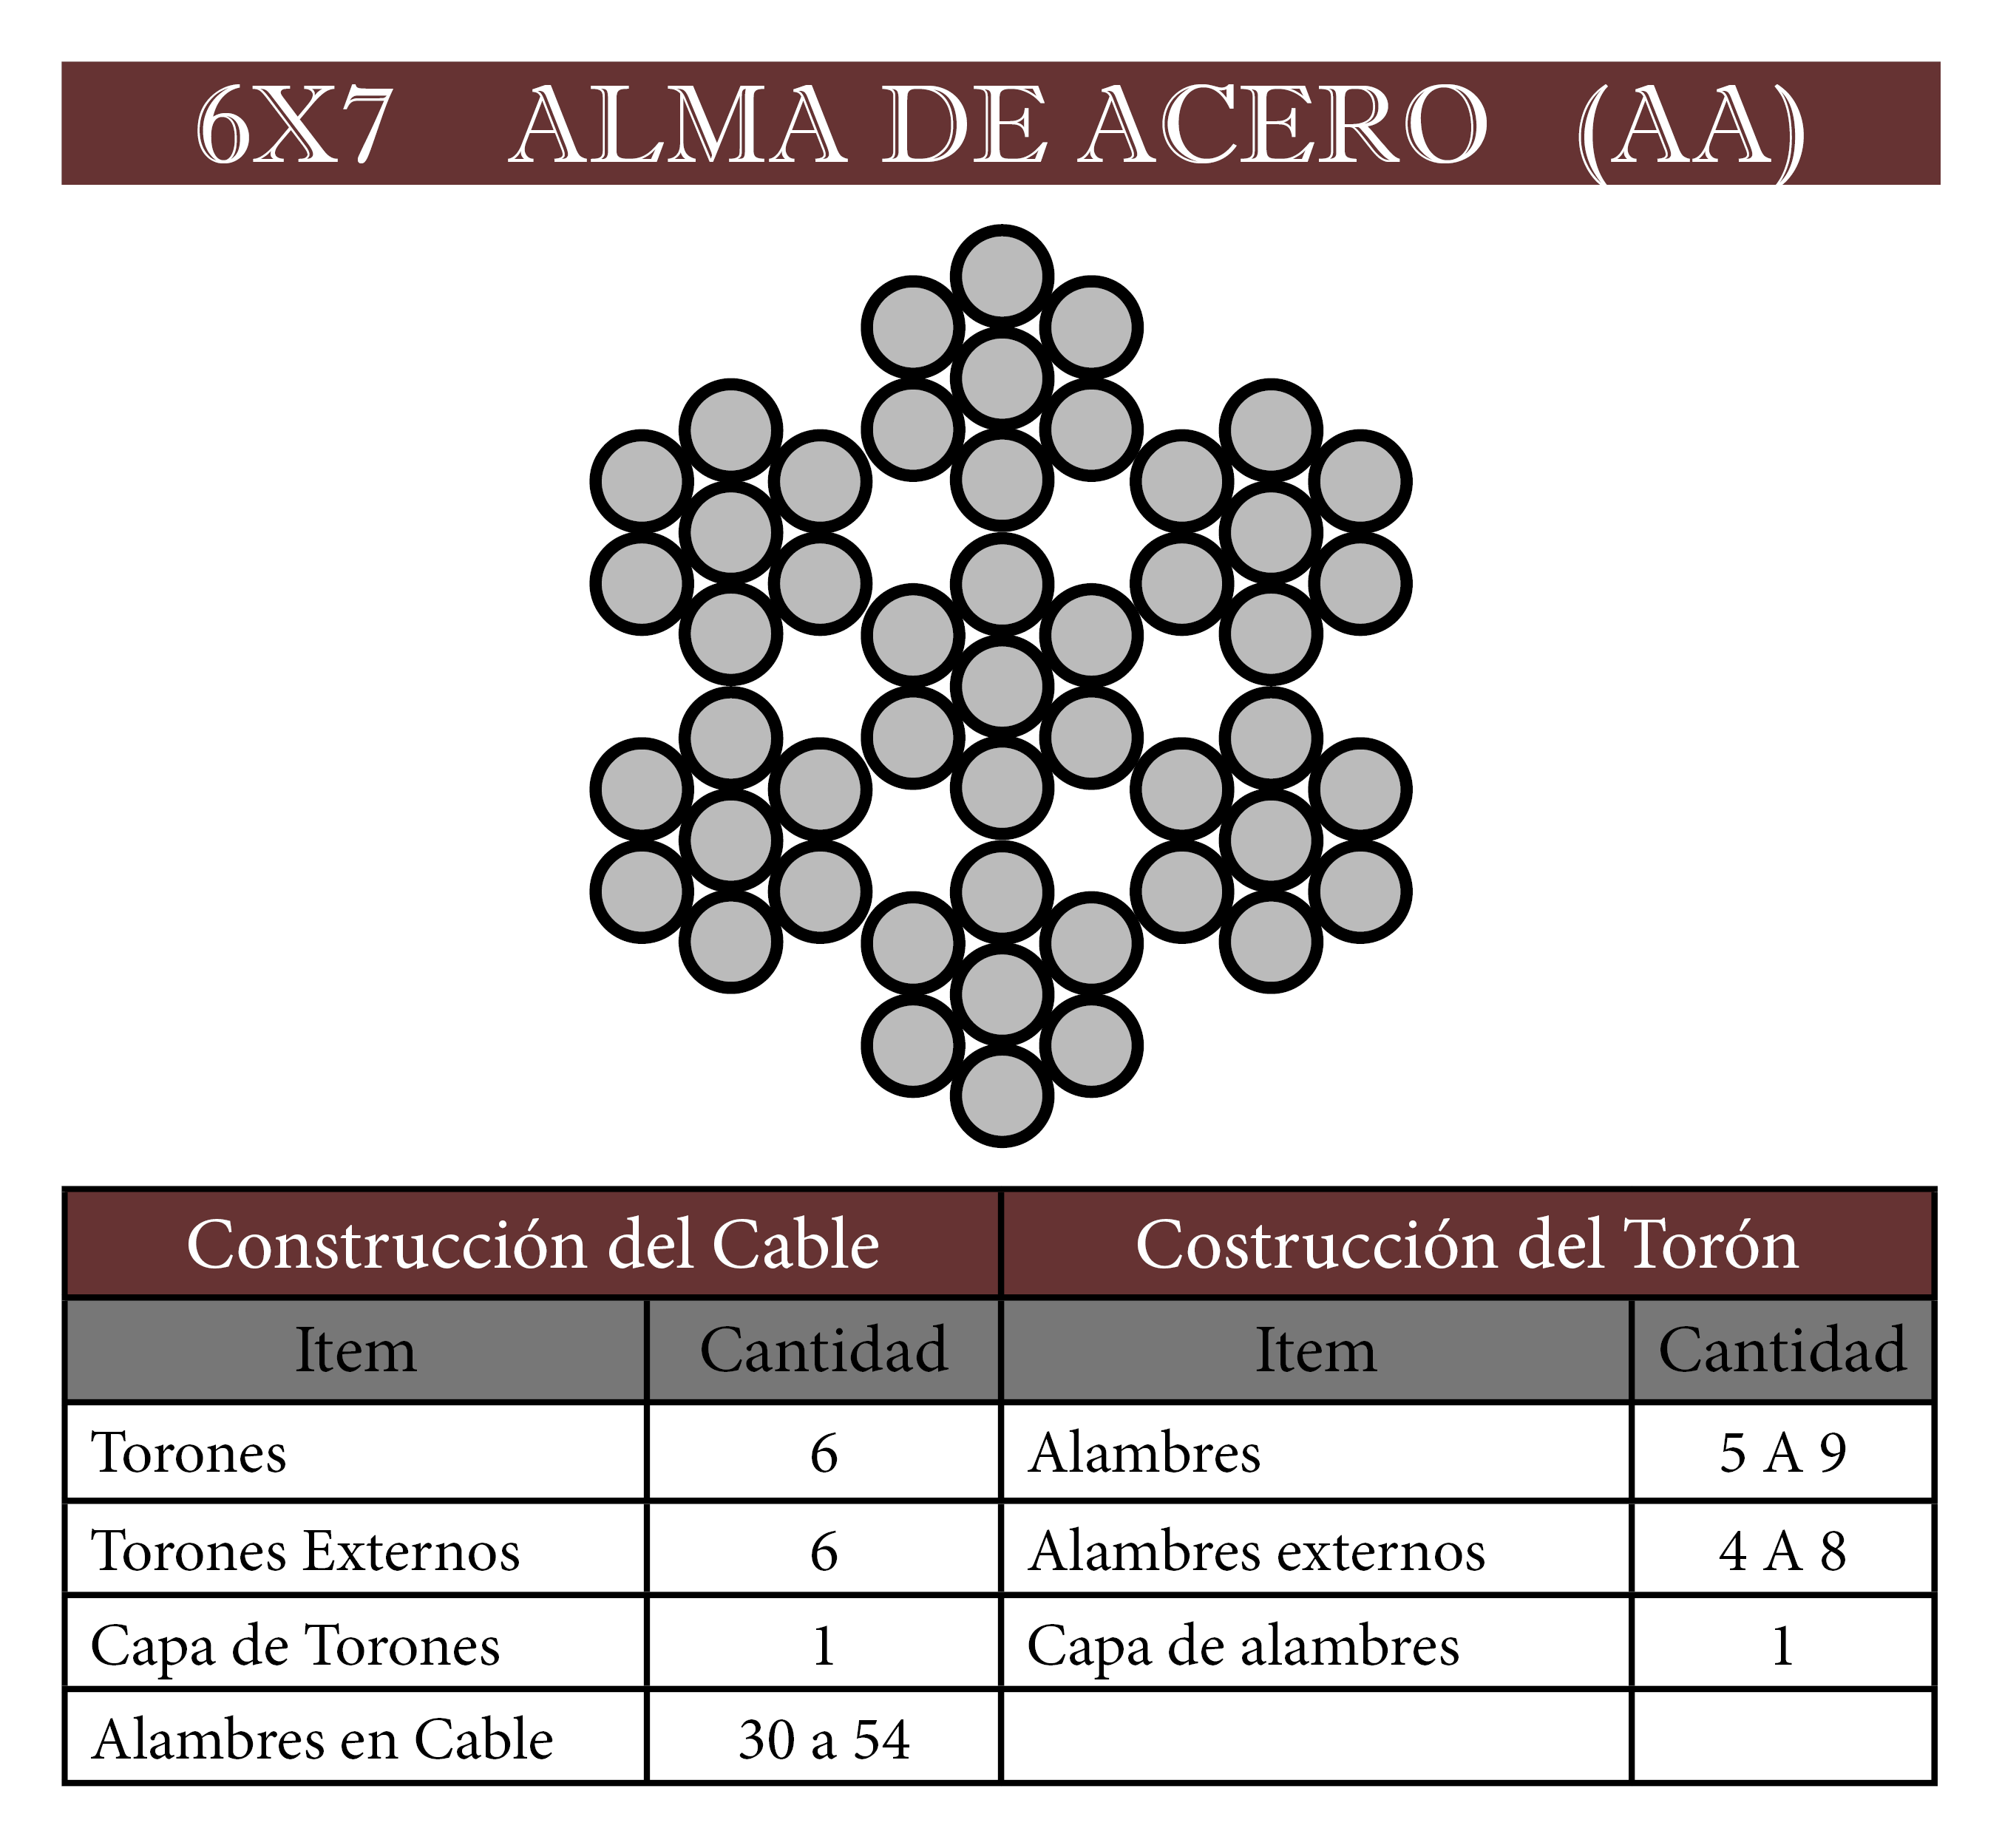 6X7 ALMA DE ACERO (AA)
Construcción del Cable Costrucción del Torón
Item Cantidad Item Cantidad
Torones 6 Alambres 5 A 9
Torones Externos 6 Alambres externos 4 A 8
Capa de Torones 1 Capa de alambres 1
Alambres en Cable 30 a 54